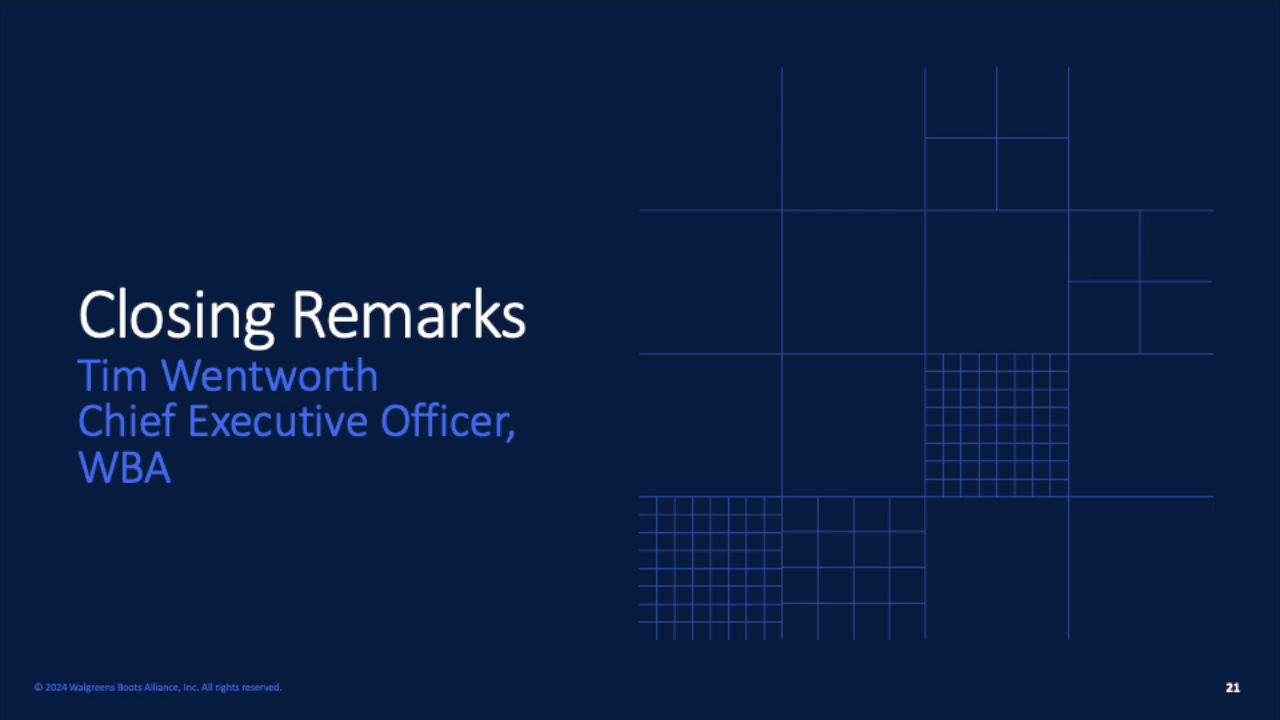 Closing Remarks
Tim Wentworth
Chief Executive Officer,
WBA
© 2024 Walgreens Boots Alliance, Inc. All rights reserved.
21